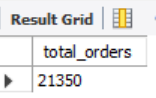 Result Grid
total_orders
21350